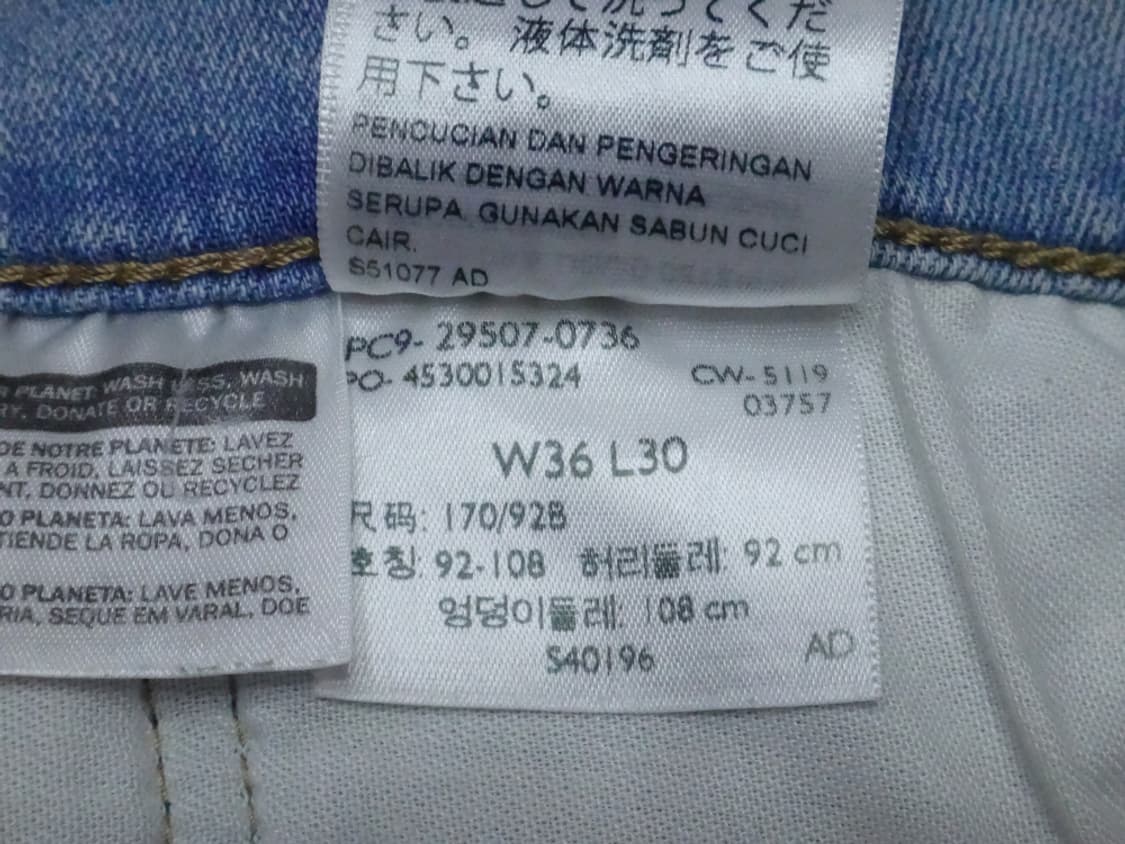 さい。液体洗剤をご使
用下さい。
PENCUCIAN DAN PENGERINGAN
DIBALIK DENGAN WARNA
SERUPA. GUNAKAN SABUN CUCI
CAIR.
S51077 AD
PC9- 29507-0736
PO- 4530015324
CW-5119
03757
W36 L30
尺码: 170/92B
호칭: 92-108 허리둘레: 92 cm
엉덩이둘레: 108 cm
S40196
AD
PLANET WASH LESS, WASH
DONATE OR RECYCLE
DE NOTRE PLANETE: LAVEZ
A FROID, LAISSEZ SECHER
DONNEZ OU RECYCLEZ
PLANETA: LAVA MENOS,
TIENDE LA ROPA, DONA O
PLANETA: LAVE MENOS,
SEQUE EM VARAL, DOE